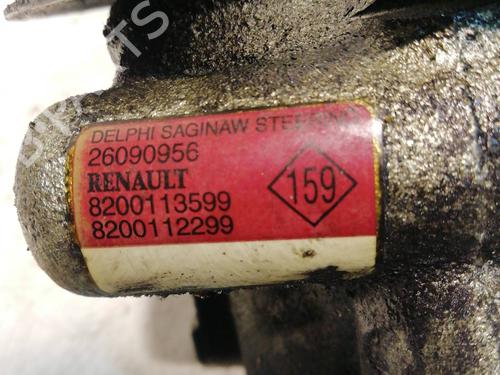 DELPHI SAGINAW STEERING
26090956
RENAULT
8200113599
8200112299
159